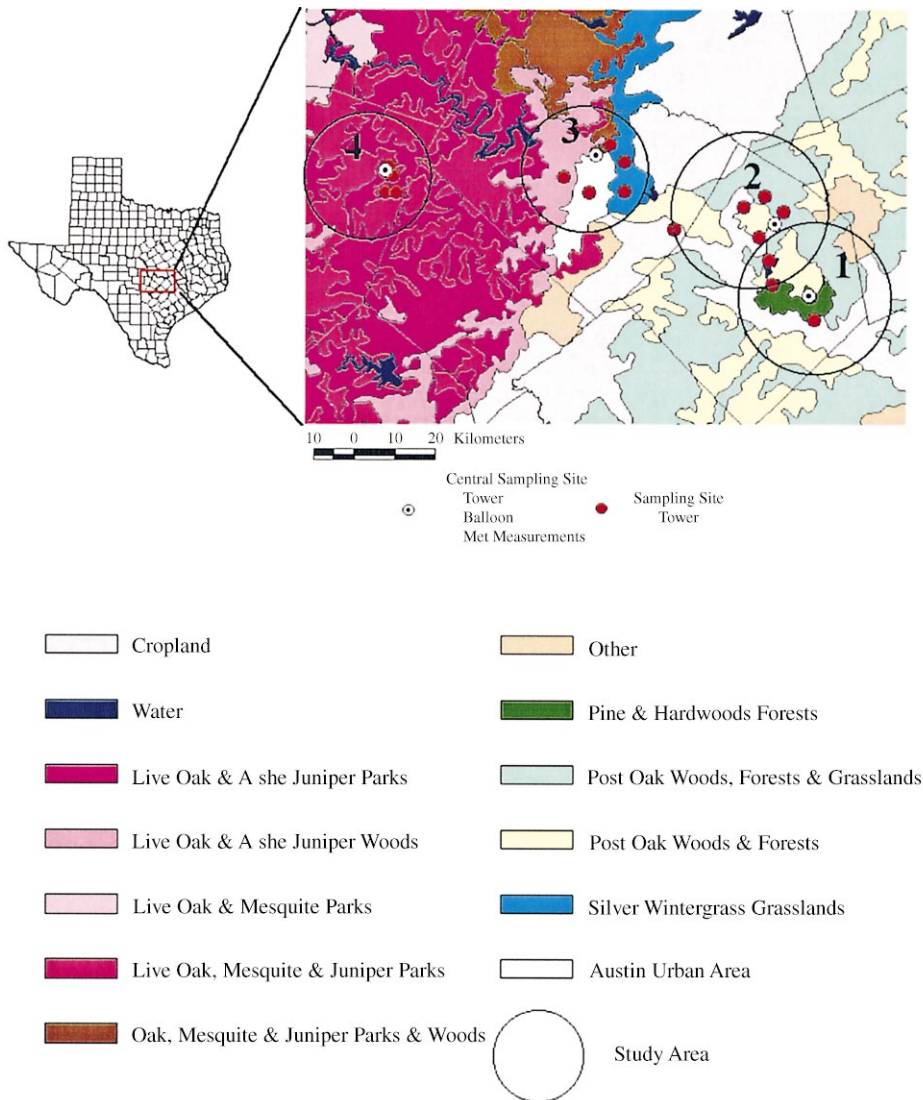 4
3
2
1
10 0 10 20 Kilometers
Central Sampling Site
Tower
Balloon
Met Measurements
Sampling Site
Tower
Cropland
Water
Live Oak & A she Juniper Parks
Live Oak & A she Juniper Woods
Live Oak & Mesquite Parks
Live Oak, Mesquite & Juniper Parks
Oak, Mesquite & Juniper Parks & Woods
Other
Pine & Hardwoods Forests
Post Oak Woods, Forests & Grasslands
Post Oak Woods & Forests
Silver Wintergrass Grasslands
Austin Urban Area
Study Area